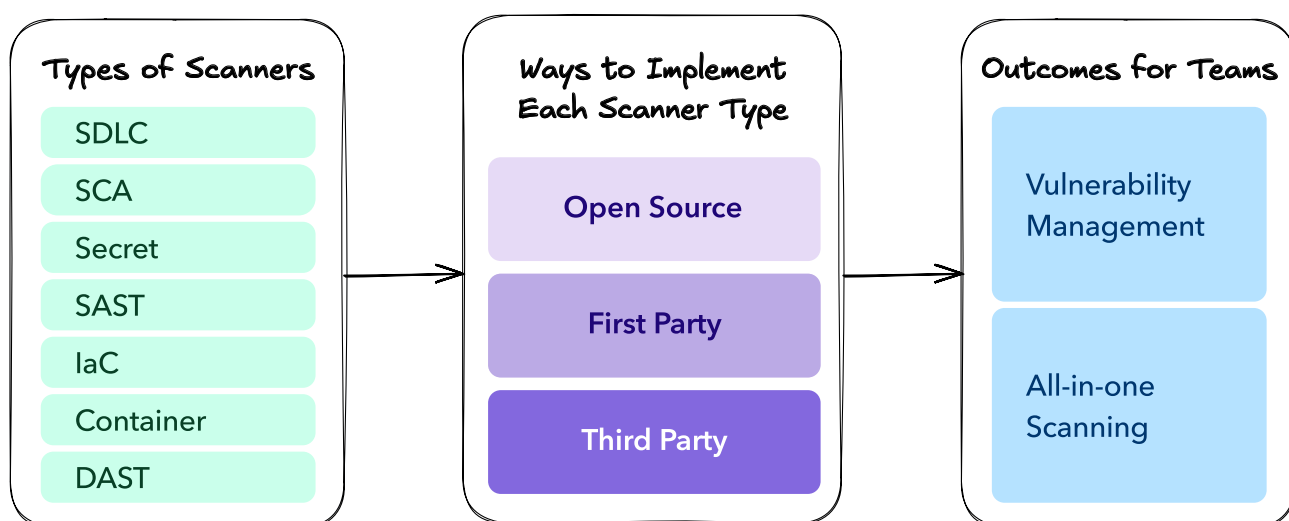 Types of Scanners
SDLC
SCA
Secret
SAST
IaC
Container
DAST
Ways to Implement
Each Scanner Type
Open Source
First Party
Third Party
Outcomes for Teams
Vulnerability
Management
All-in-one
Scanning